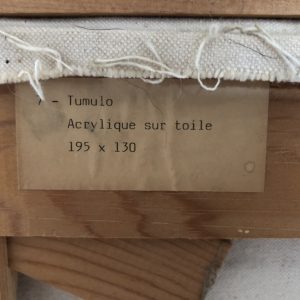 7 - Tumulo
Acrylique sur toile
195 x 130